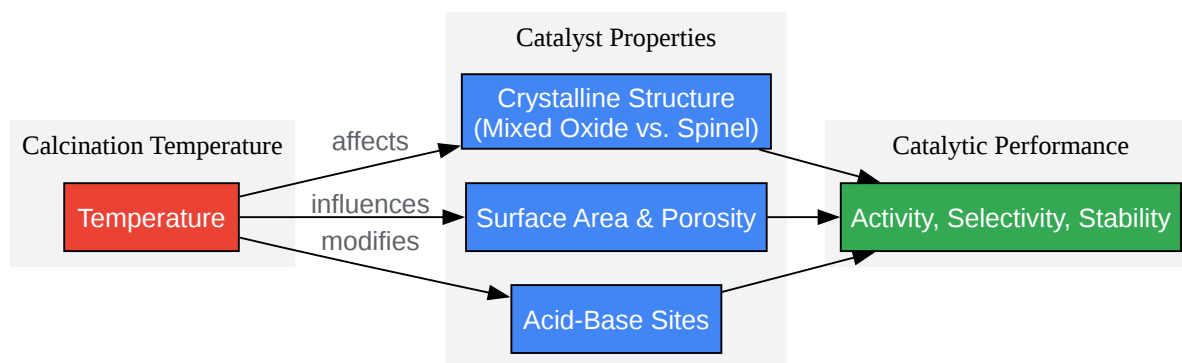 Calcination Temperature
Temperature
affects
influences
modifies
Catalyst Properties
Crystalline Structure
(Mixed Oxide vs. Spinel)
Surface Area & Porosity
Acid-Base Sites
Catalytic Performance
Activity, Selectivity, Stability